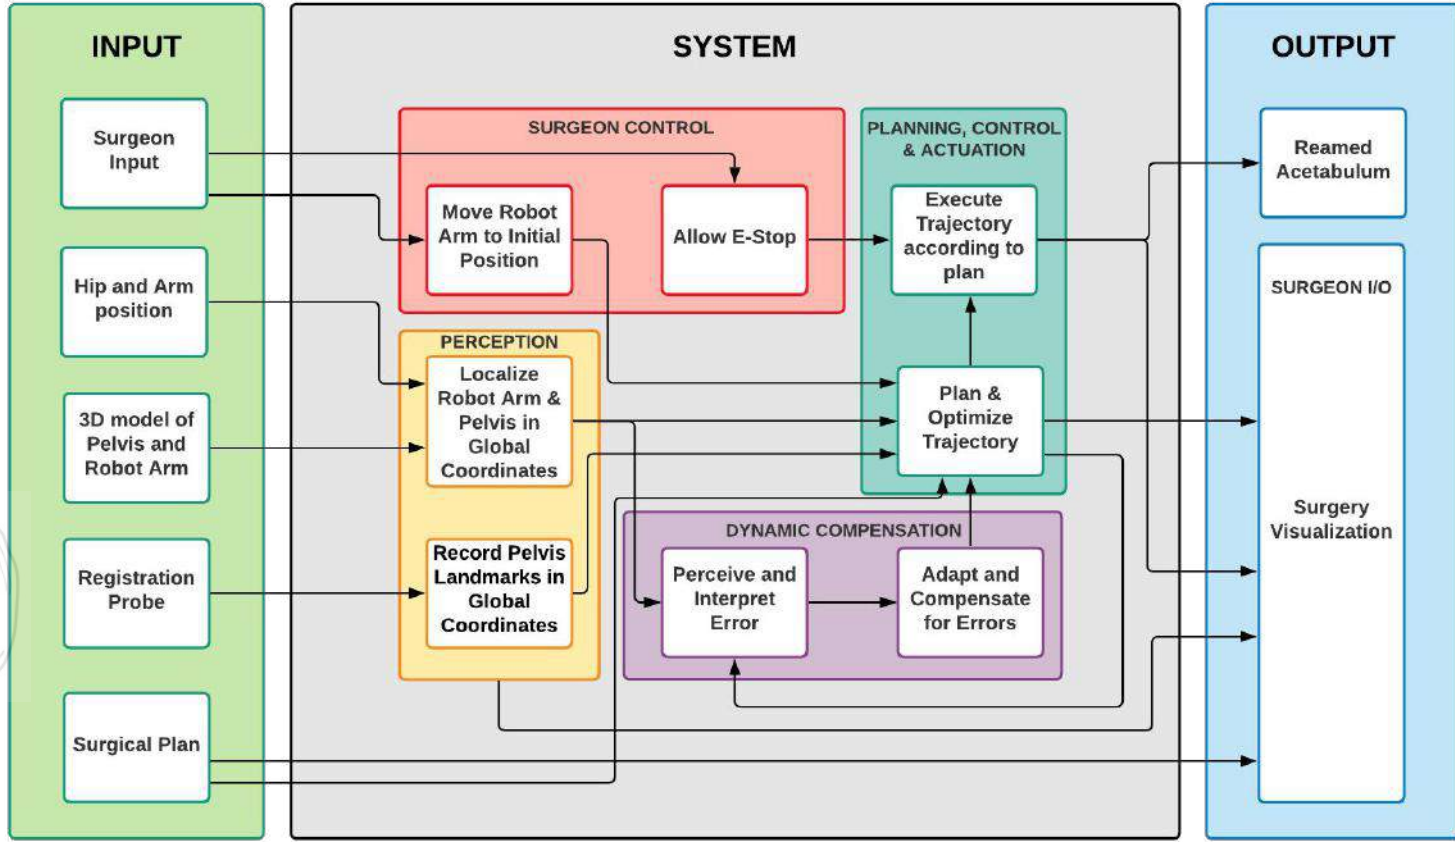 INPUT
Surgeon
Input
Hip and Arm
position
3D model of
Pelvis and
Robot Arm
Registration
Probe
Surgical Plan
SYSTEM
SURGEON CONTROL
Move Robot
Arm to Initial
Position
Allow E-Stop
PERCEPTION
Localize
Robot Arm &
Pelvis in
Global
Coordinates
Record Pelvis
Landmarks in
Global
Coordinates
PLANNING, CONTROL
& ACTUATION
Execute
Trajectory
according to
plan
Plan &
Optimize
Trajectory
DYNAMIC COMPENSATION
Perceive and
Interpret
Error
Adapt and
Compensate
for Errors
OUTPUT
Reamed
Acetabulum
SURGEON I/O
Surgery
Visualization